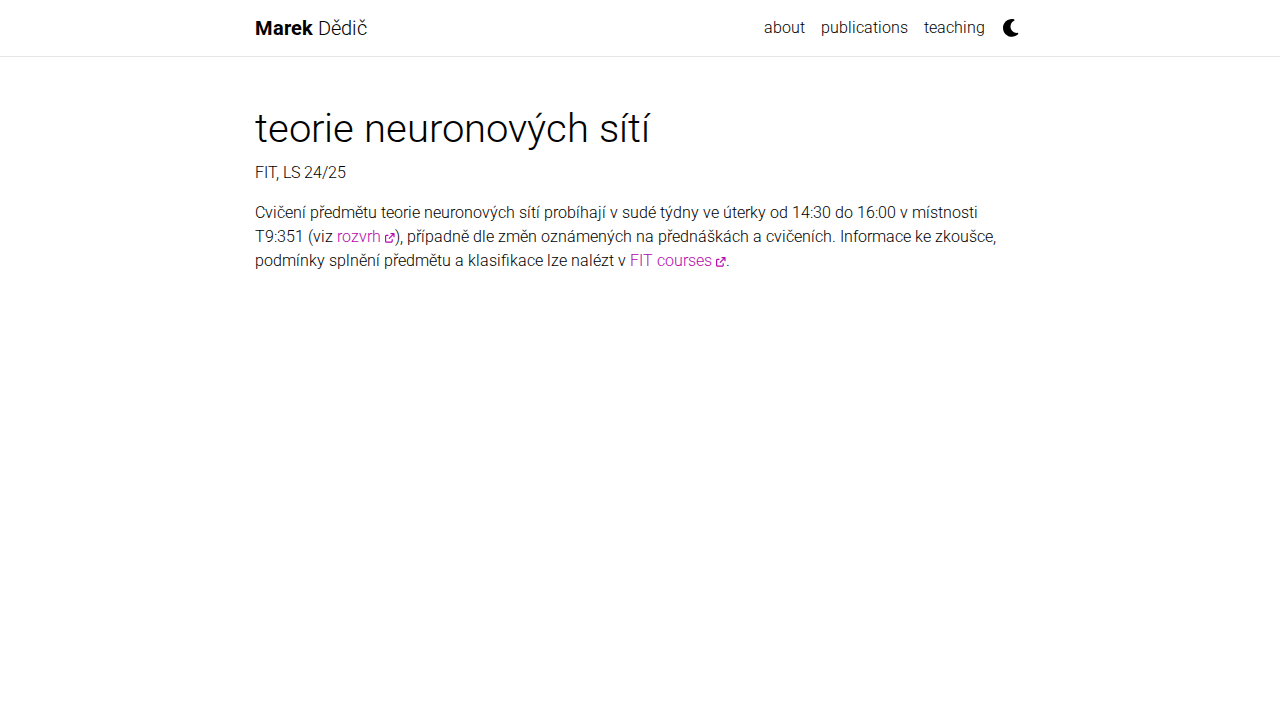 Marek Dědič
about publications teaching
teorie neuronových sítí
FIT, LS 24/25
Cvičení předmětu teorie neuronových sítí probíhají v sudé týdny ve úterky od 14:30 do 16:00 v místnosti
T9:351 (viz rozvrh), případně dle změn oznámených na přednáškách a cvičeních. Informace ke zkoušce,
podmínky splnění předmětu a klasifikace lze nalézt v FIT courses.